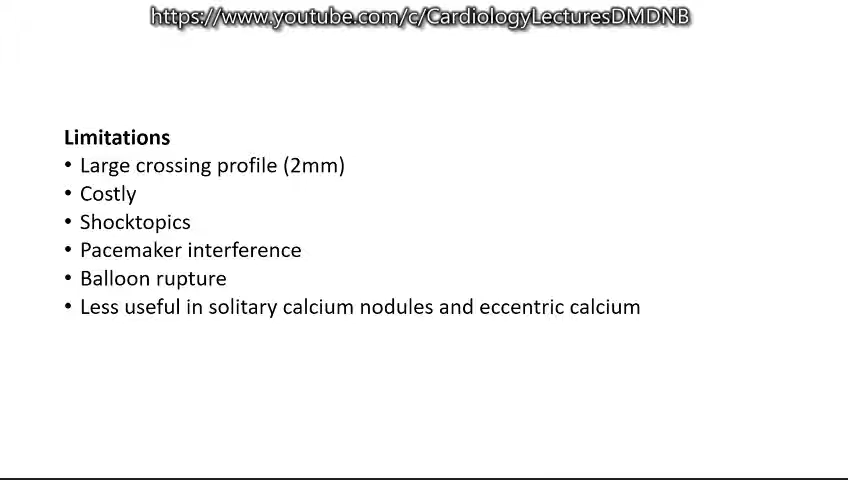 https://www.youtube.com/c/CardiologyLecturesDMDNB
Limitations
• Large crossing profile (2mm)
• Costly
• Shocktopics
• Pacemaker interference
• Balloon rupture
• Less useful in solitary calcium nodules and eccentric calcium